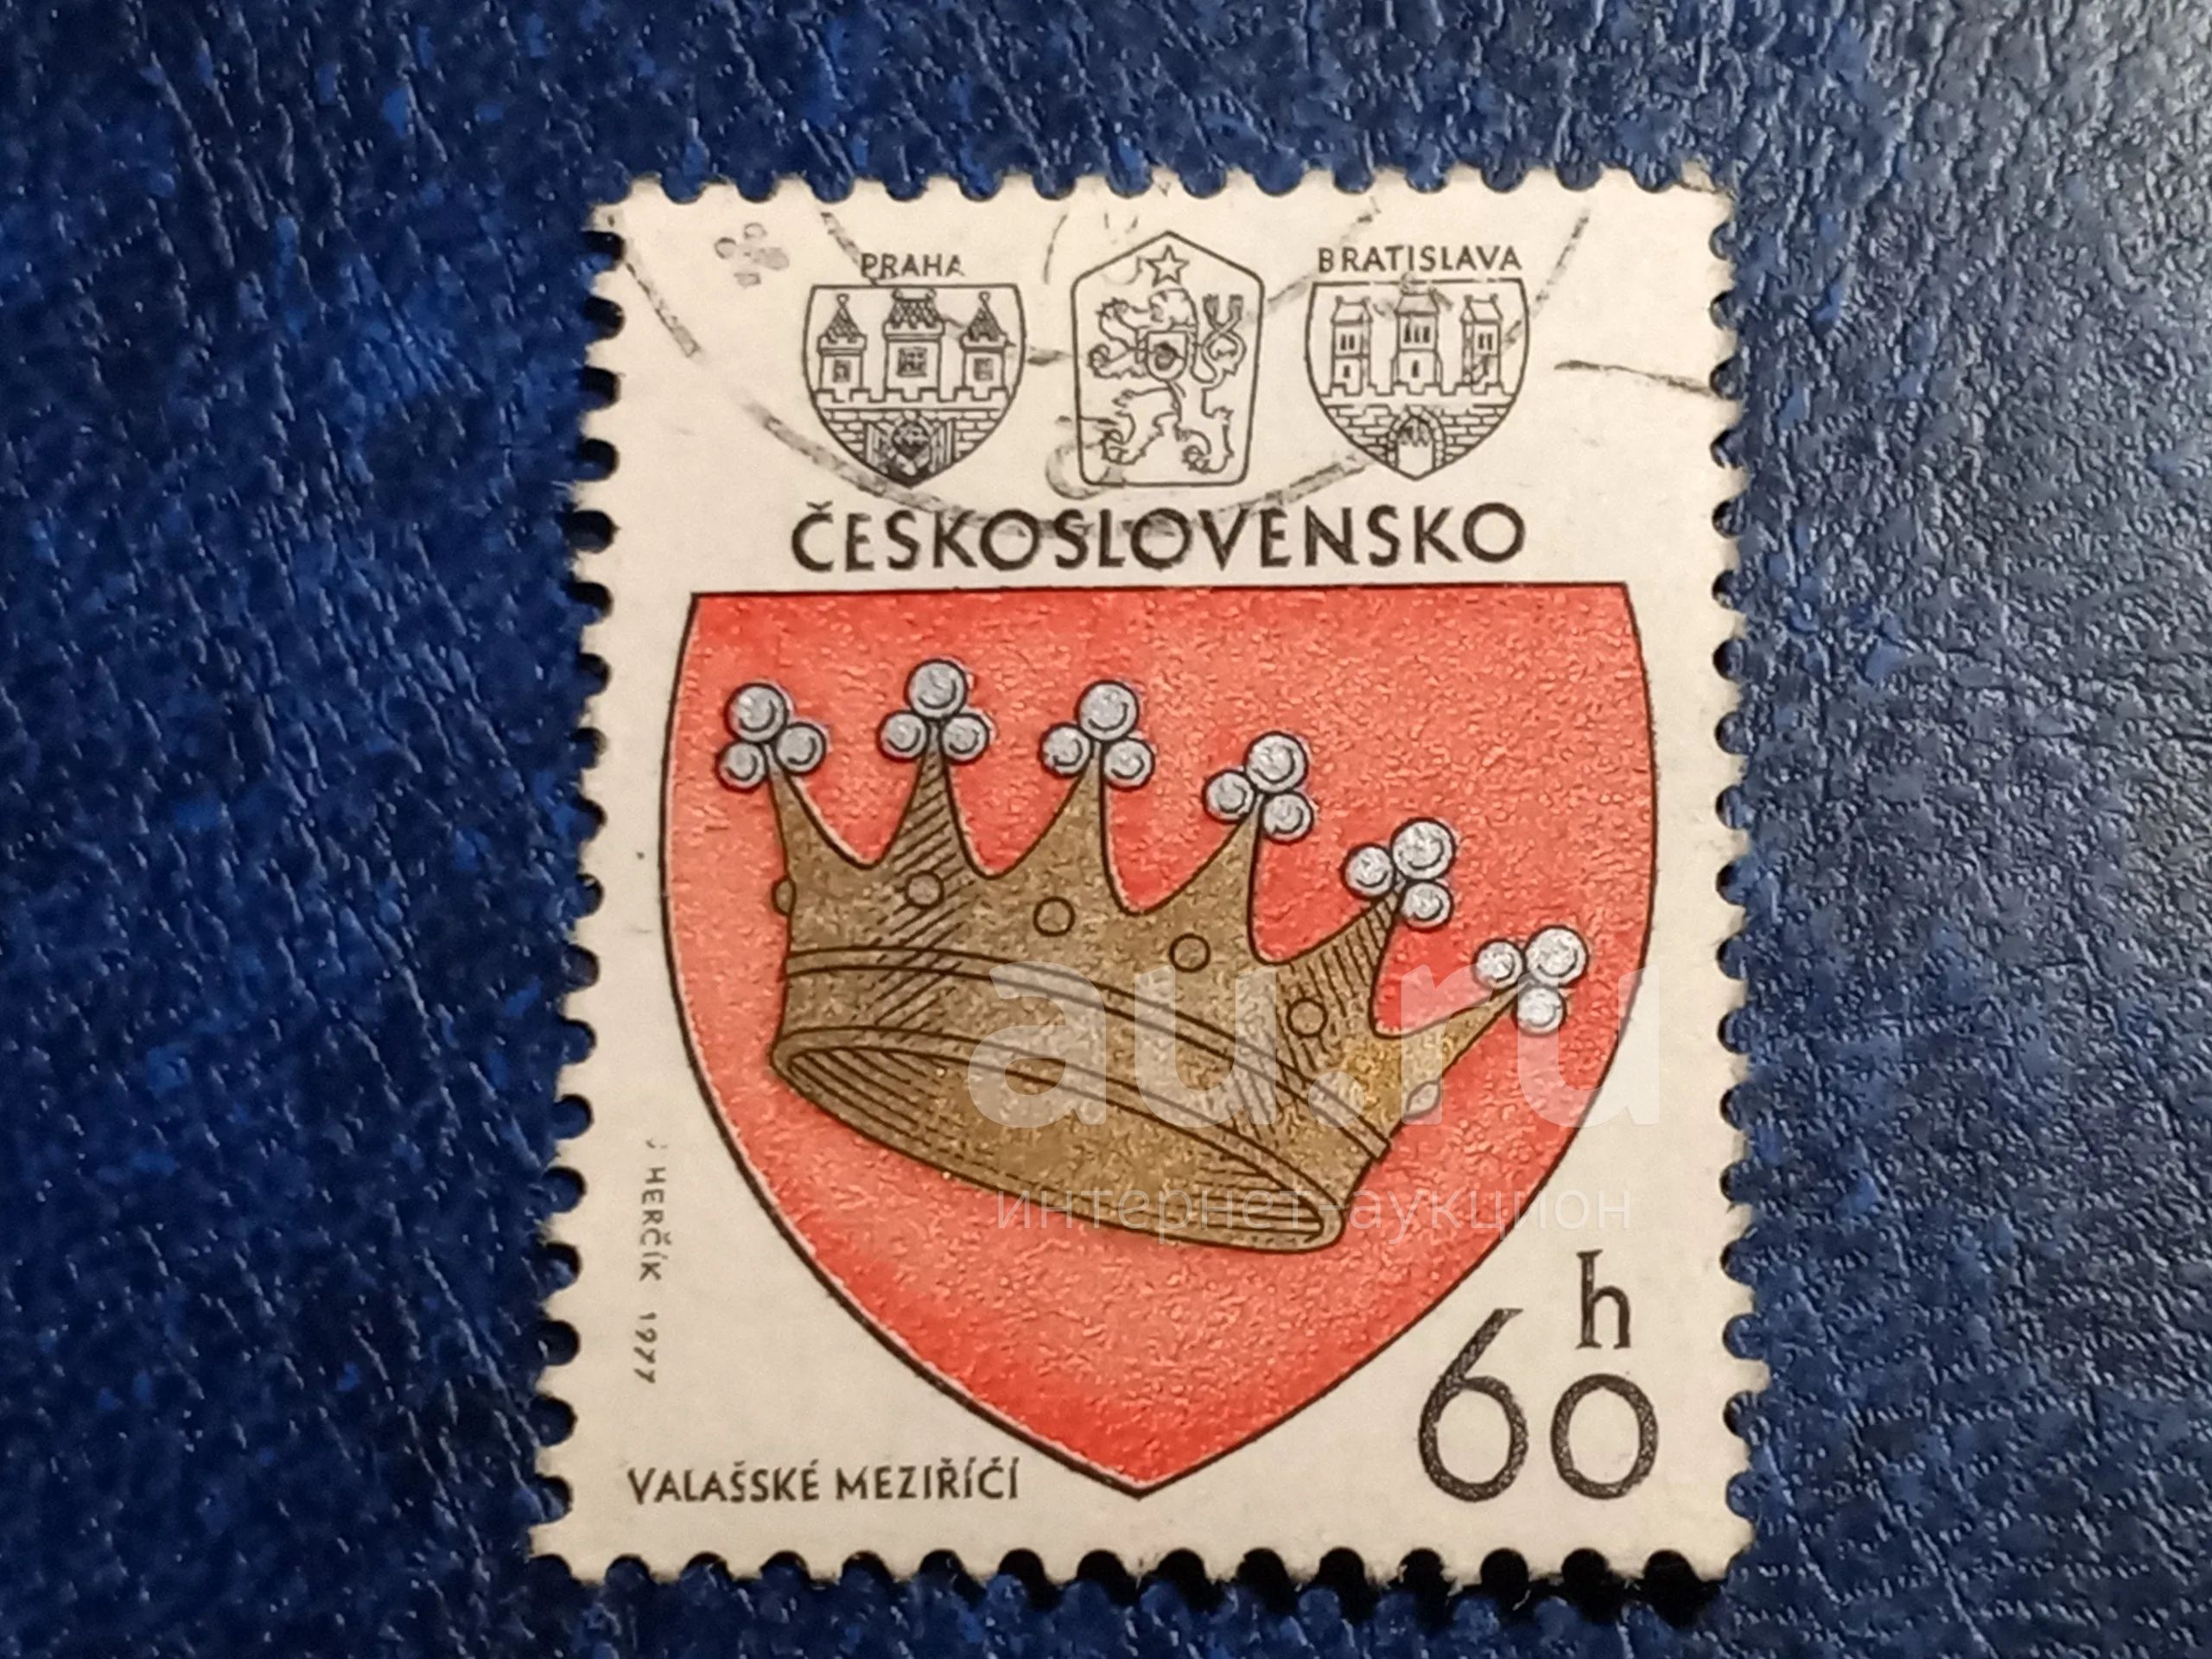 PRAHA
BRATISLAVA
ČESKOSLOVENSKO
au.ru
интернет-аукцион
J HERČÍK 1977
h
60
VALAŠSKÉ MEZIŘÍČÍ